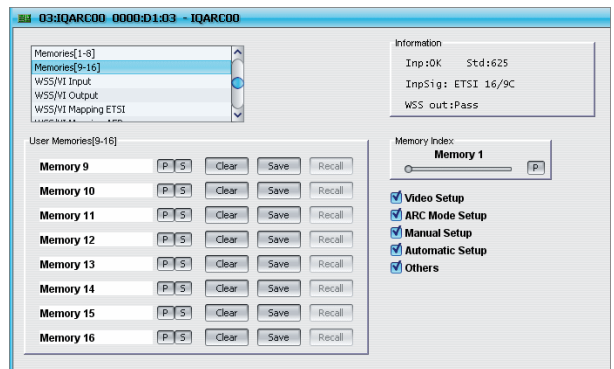 03:IQARC00 0000:D1:03 - IQARC00
Memories[1-8]
Memories[9-16]
WSS/VI Input
WSS/VI Output
WSS/VI Mapping ETSI
Information
Inp:OK Std:625
InpSig: ETSI 16/9C
WSS out:Pass
User Memories[9-16]
Memory 9 P S Clear Save Recall
Memory 10 P S Clear Save Recall
Memory 11 P S Clear Save Recall
Memory 12 P S Clear Save Recall
Memory 13 P S Clear Save Recall
Memory 14 P S Clear Save Recall
Memory 15 P S Clear Save Recall
Memory 16 P S Clear Save Recall
Memory Index
Memory 1
P
Video Setup
ARC Mode Setup
Manual Setup
Automatic Setup
Others